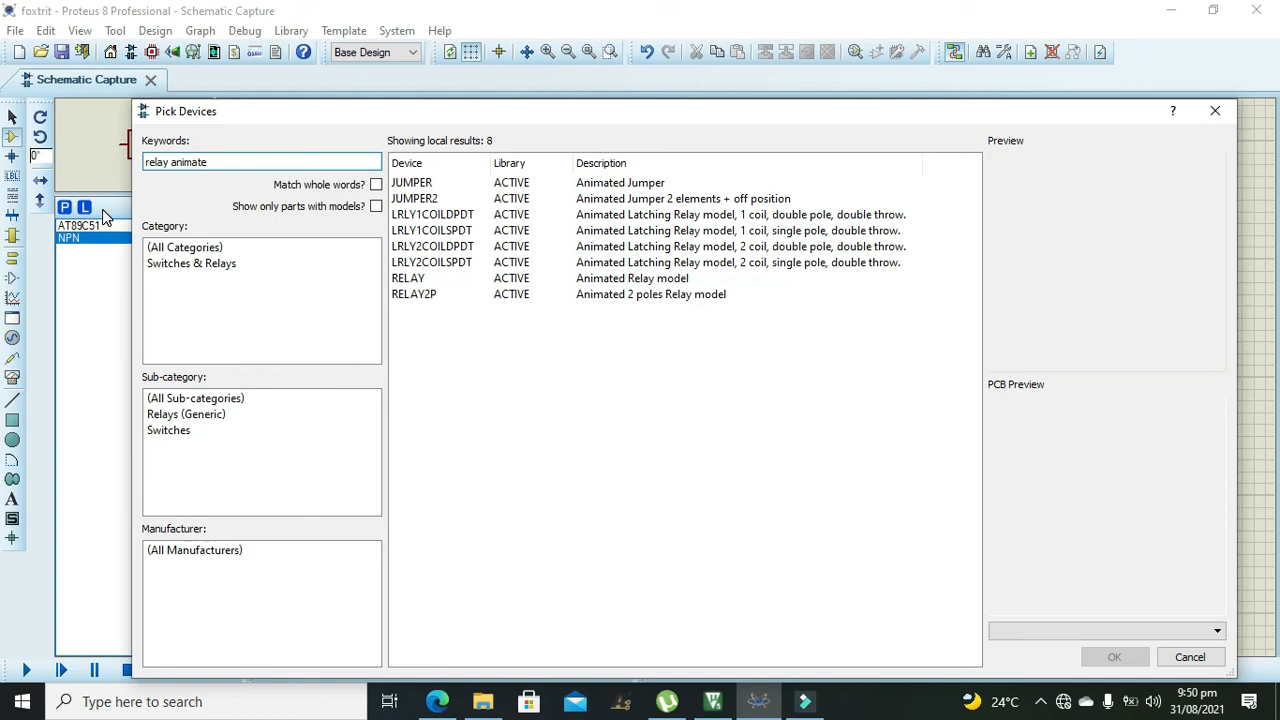 foxtrit - Proteus 8 Professional - Schematic Capture
File Edit View Tool Design Graph Debug Library Template System Help
Base Design
Schematic Capture
Pick Devices
Keywords:
relay animate
Match whole words?
Show only parts with models?
Category:
(All Categories)
Switches & Relays
Sub-category:
(All Sub-categories)
Relays (Generic)
Switches
Manufacturer:
(All Manufacturers)
Showing local results: 8
Device Library Description
JUMPER ACTIVE Animated Jumper
JUMPER2 ACTIVE Animated Jumper 2 elements + off position
LRLY1COILDPDT ACTIVE Animated Latching Relay model, 1 coil, double pole, double throw.
LRLY1COILSPDT ACTIVE Animated Latching Relay model, 1 coil, single pole, double throw.
LRLY2COILDPDT ACTIVE Animated Latching Relay model, 2 coil, double pole, double throw.
LRLY2COILSPDT ACTIVE Animated Latching Relay model, 2 coil, single pole, double throw.
RELAY ACTIVE Animated Relay model
RELAY2P ACTIVE Animated 2 poles Relay model
Preview
PCB Preview
OK Cancel
0°
LBL
P L
AT89C51
NPN
A
Type here to search
24°C
9:50 pm
31/08/2021